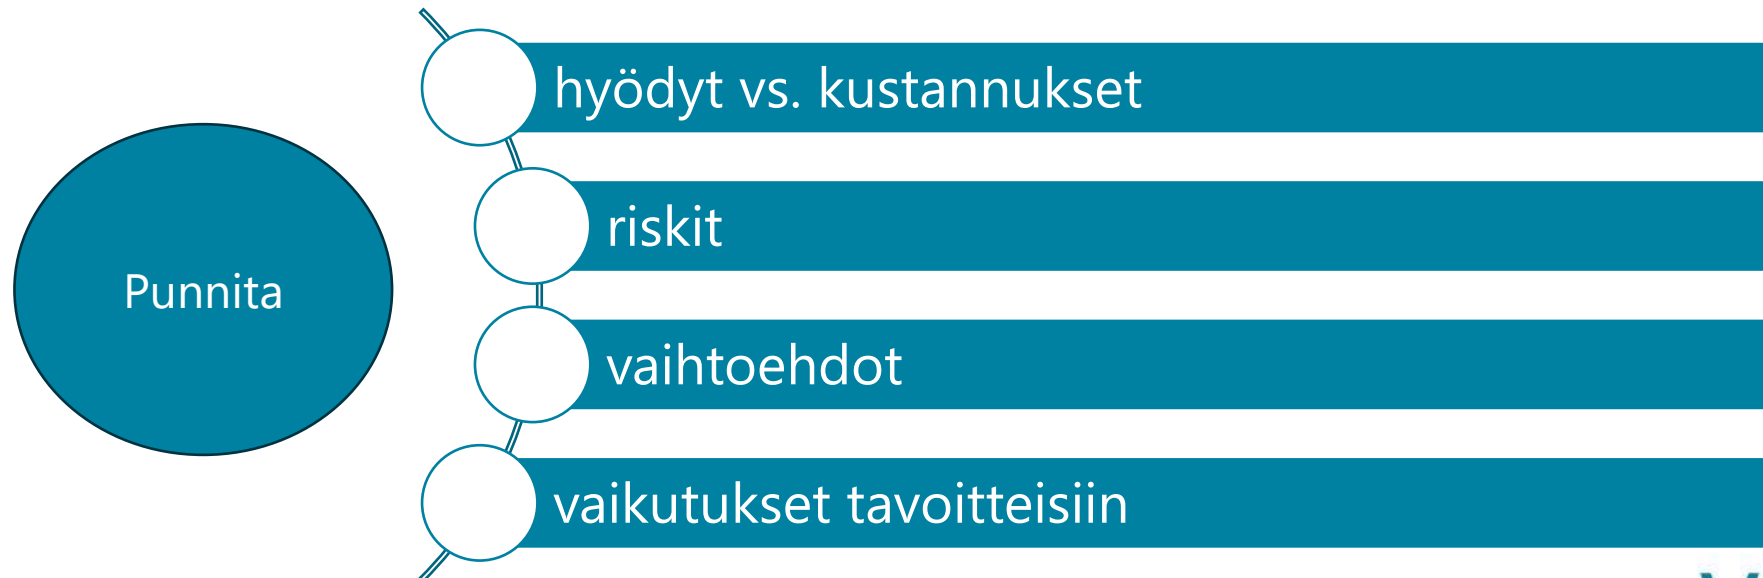 Punnita
hyödyt vs. kustannukset
riskit
vaihtoehdot
vaikutukset tavoitteisiin